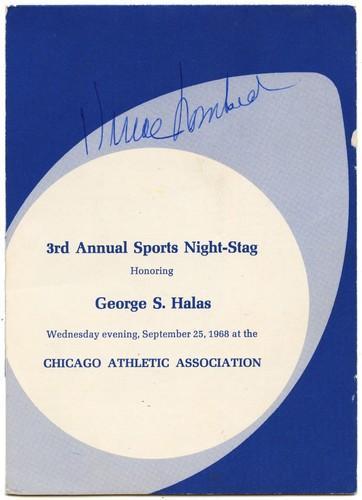 Vince Lombardi
3rd Annual Sports Night-Stag
Honoring
George S. Halas
Wednesday evening, September 25, 1968 at the
CHICAGO ATHLETIC ASSOCIATION